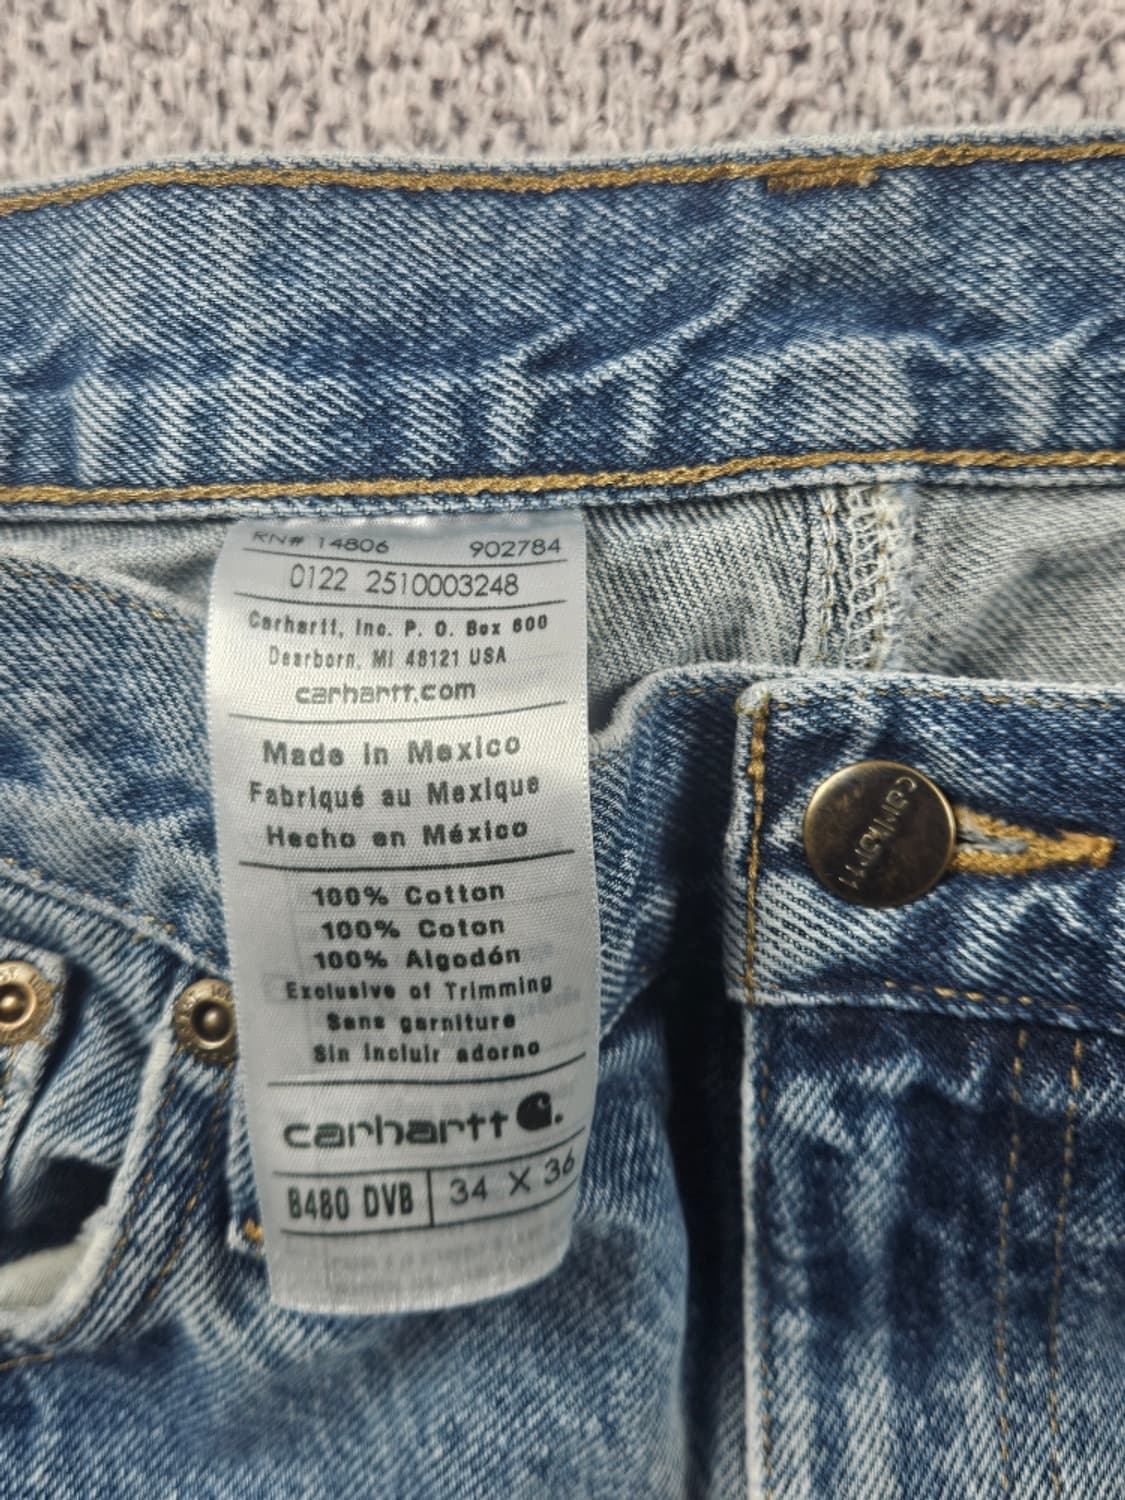 RN# 14806 902784
0122 2510003248
Carhartt, Inc. P. O. Box 600
Dearborn, MI 48121 USA
carhartt.com
Made in Mexico
Fabriqué au Mexique
Hecho en México
100% Cotton
100% Coton
100% Algodón
Exclusive of Trimming
Sans garniture
Sin incluir adorno
carhartt
B480 DVB 34 X 36
CARHARTT